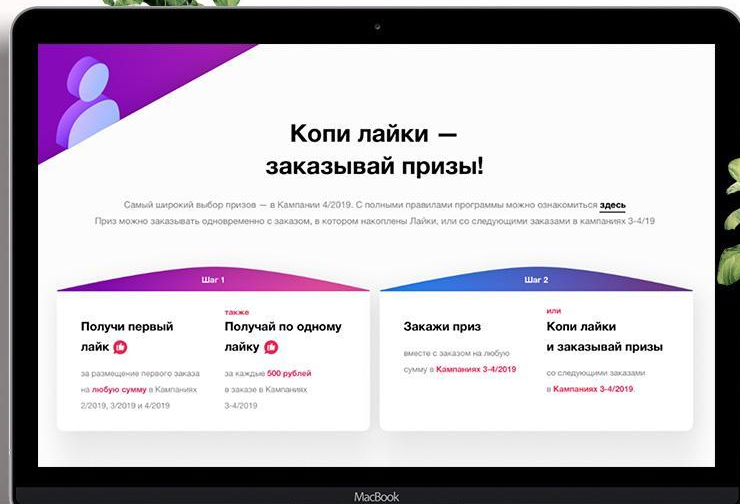 Копи лайки —
заказывай призы!
Самый широкий выбор призов — в Кампании 4/2019. С полными правилами программы можно ознакомиться здесь
Приз можно заказывать одновременно с заказом, в котором накоплены Лайки, или со следующими заказами в кампаниях 3-4/19
Шаг 1
Получи первый
лайк
за размещение первого заказа
на любую сумму в Кампаниях
2/2019, 3/2019 и 4/2019
также
Получай по одному
лайку
за каждые 500 рублей
в заказе в Кампаниях
3-4/2019
Шаг 2
Закажи приз
вместе с заказом на любую
сумму в Кампаниях 3-4/2019
или
Копи лайки
и заказывай призы
со следующими заказами
в Кампаниях 3-4/2019.
MacBook